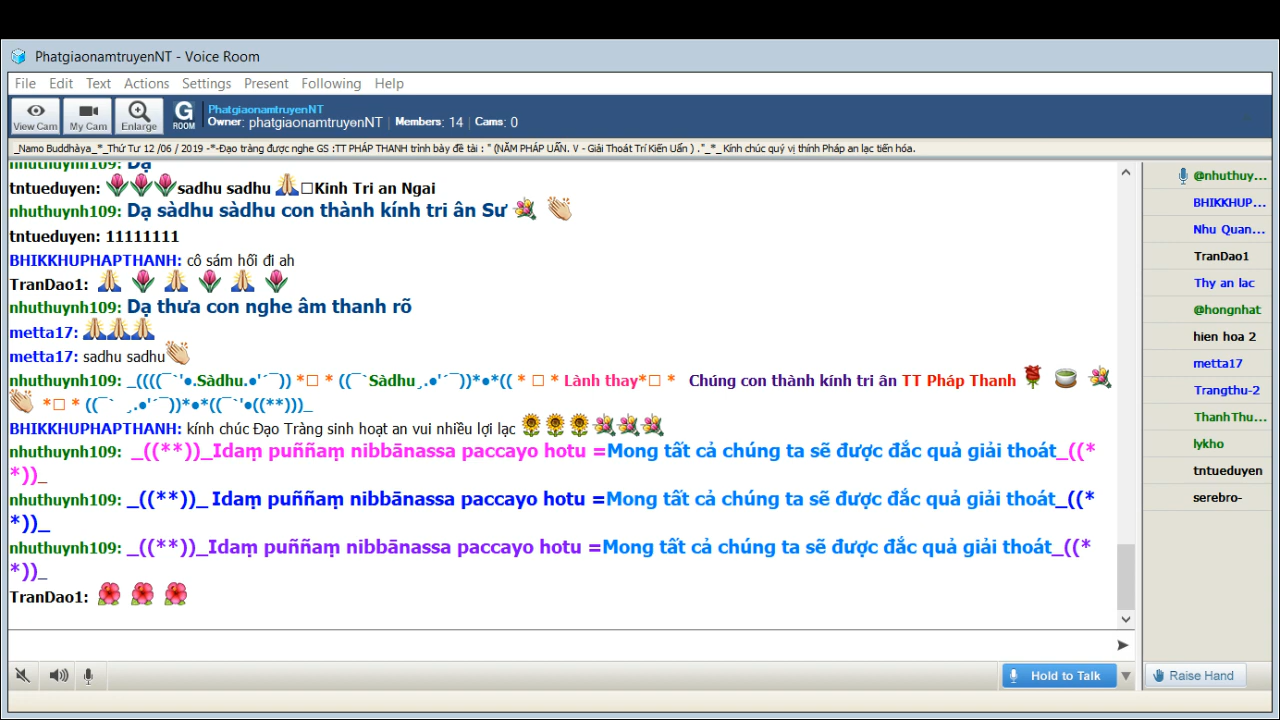 PhatgiaonamtruyenNT - Voice Room
File Edit Text Actions Settings Present Following Help
View Cam My Cam Enlarge G ROOM
PhatgiaonamtruyenNT
Owner: phatgiaonamtruyenNT | Members: 14 | Cams: 0
_Namo Buddhàya_*_Thứ Tư 12 /06 / 2019 -*-Đạo tràng được nghe GS :TT PHÁP THANH trình bày đề tài : " (NĂM PHÁP UẨN. V - Giải Thoát Trí Kiến Uẩn ) ."_*_ Kính chúc quý vị thính Pháp an lạc tiến hóa.
nhuthuynh109: Dạ
tntueduyen: 🌷🌷🌷sadhu sadhu 🙏□Kinh Tri an Ngai
nhuthuynh109: Dạ sàdhu sàdhu con thành kính tri ân Sư 💐 👏
tntueduyen: 11111111
BHIKKHUPHAPTHANH: cô sám hối đi ah
TranDao1: 🙏 🌷 🙏 🌷 🙏 🌷
nhuthuynh109: Dạ thưa con nghe âm thanh rõ
metta17: 🙏🙏🙏
metta17: sadhu sadhu👏
nhuthuynh109: _((((¯`'●.Sàdhu.●'´¯)) *□ * ((¯`Sàdhu¸.●'´¯))*●*(( * □ * Lành thay*□ * Chúng con thành kính tri ân TT Pháp Thanh 🌹 🍵 💐
👏 *□ * ((¯` ¸.●'´¯))*●*((¯`'●((**)))_
BHIKKHUPHAPTHANH: kính chúc Đạo Tràng sinh hoạt an vui nhiều lợi lạc 🌻🌻🌻💐💐💐
nhuthuynh109: _((**))_Idaṃ puññaṃ nibbānassa paccayo hotu =Mong tất cả chúng ta sẽ được đắc quả giải thoát_((*
*))_
nhuthuynh109: _((**))_ Idaṃ puññaṃ nibbānassa paccayo hotu =Mong tất cả chúng ta sẽ được đắc quả giải thoát_((*
*))_
nhuthuynh109: _((**))_Idaṃ puññaṃ nibbānassa paccayo hotu =Mong tất cả chúng ta sẽ được đắc quả giải thoát_((*
*))_
TranDao1: 🌺 🌺 🌺
@nhuthuy...
BHIKKHUP...
Nhu Quan...
TranDao1
Thy an lac
@hongnhat
hien hoa 2
metta17
Trangthu-2
ThanhThu...
lykho
tntueduyen
serebro-
Hold to Talk
Raise Hand